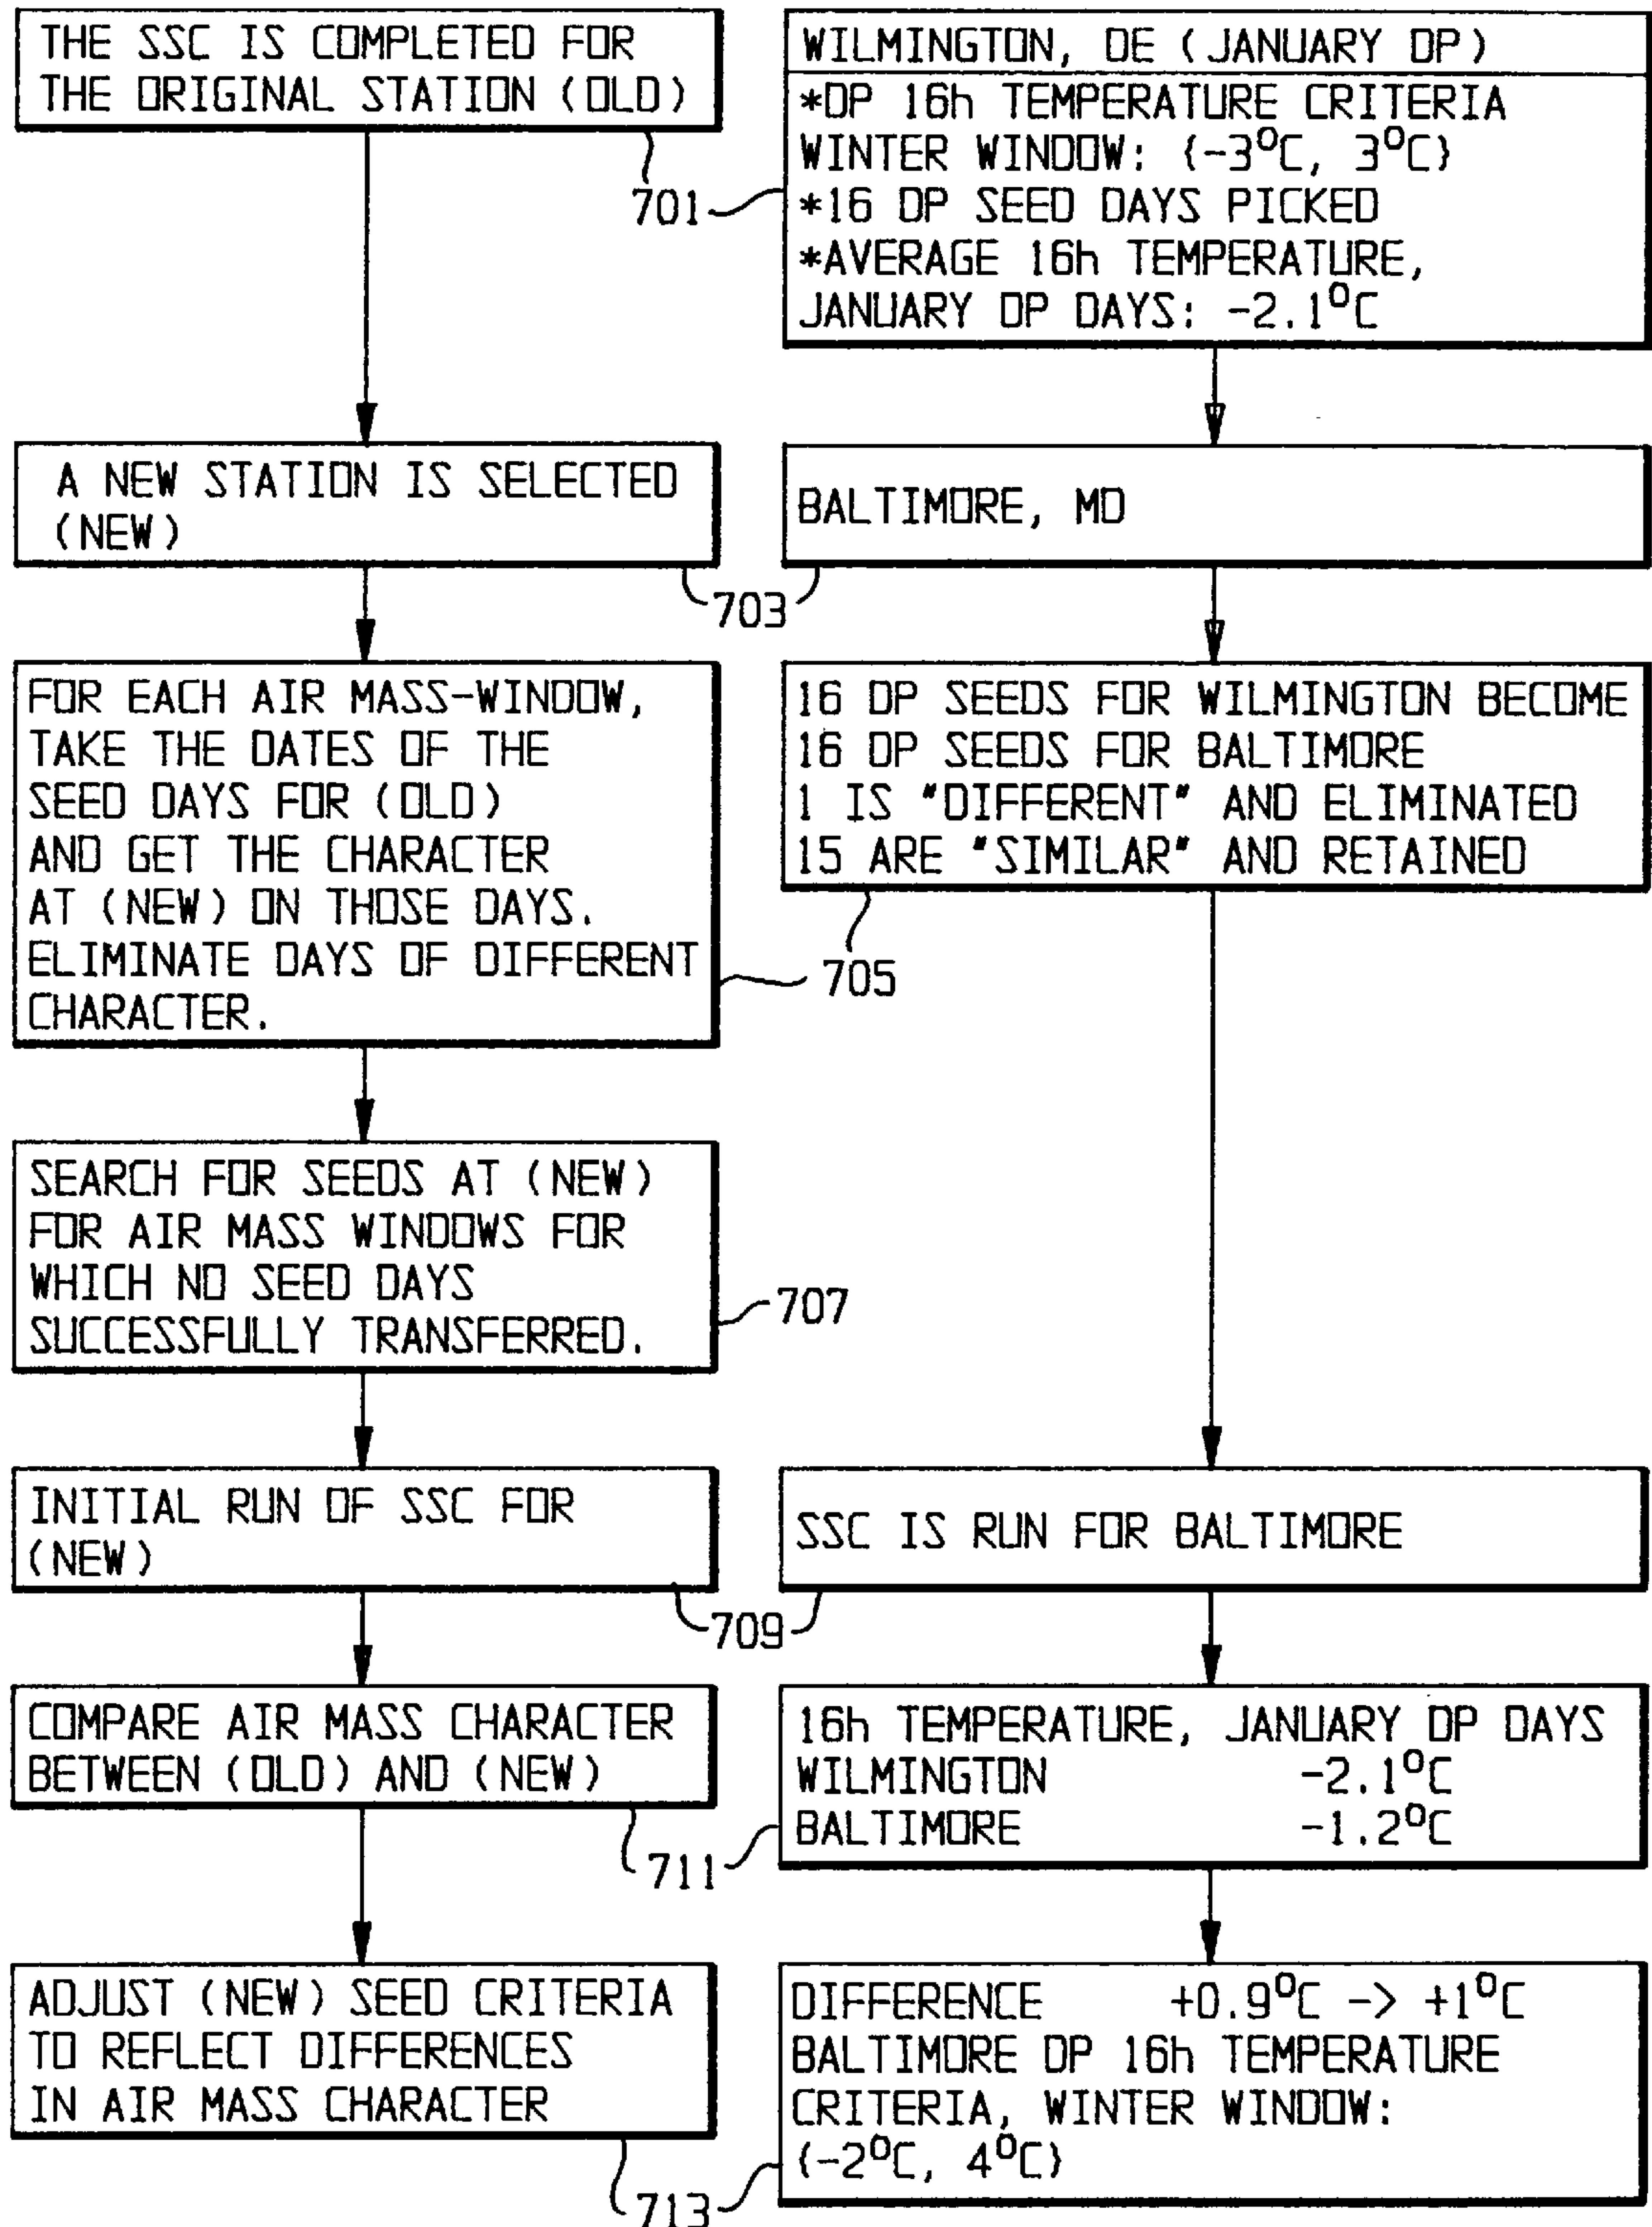 THE SSC IS COMPLETED FOR
THE ORIGINAL STATION (OLD)
WILMINGTON, DE (JANUARY DP)
*DP 16h TEMPERATURE CRITERIA
WINTER WINDOW: {-3°C, 3°C}
*16 DP SEED DAYS PICKED
*AVERAGE 16h TEMPERATURE,
JANUARY DP DAYS: -2.1°C
701
A NEW STATION IS SELECTED
(NEW)
BALTIMORE, MD
703
FOR EACH AIR MASS-WINDOW,
TAKE THE DATES OF THE
SEED DAYS FOR (OLD)
AND GET THE CHARACTER
AT (NEW) ON THOSE DAYS.
ELIMINATE DAYS OF DIFFERENT
CHARACTER.
16 DP SEEDS FOR WILMINGTON BECOME
16 DP SEEDS FOR BALTIMORE
1 IS "DIFFERENT" AND ELIMINATED
15 ARE "SIMILAR" AND RETAINED
705
SEARCH FOR SEEDS AT (NEW)
FOR AIR MASS WINDOWS FOR
WHICH NO SEED DAYS
SUCCESSFULLY TRANSFERRED.
707
INITIAL RUN OF SSC FOR
(NEW)
SSC IS RUN FOR BALTIMORE
709
COMPARE AIR MASS CHARACTER
BETWEEN (OLD) AND (NEW)
16h TEMPERATURE, JANUARY DP DAYS
WILMINGTON -2.1°C
BALTIMORE -1.2°C
711
ADJUST (NEW) SEED CRITERIA
TO REFLECT DIFFERENCES
IN AIR MASS CHARACTER
DIFFERENCE +0.9°C -> +1°C
BALTIMORE DP 16h TEMPERATURE
CRITERIA, WINTER WINDOW:
{-2°C, 4°C}
713